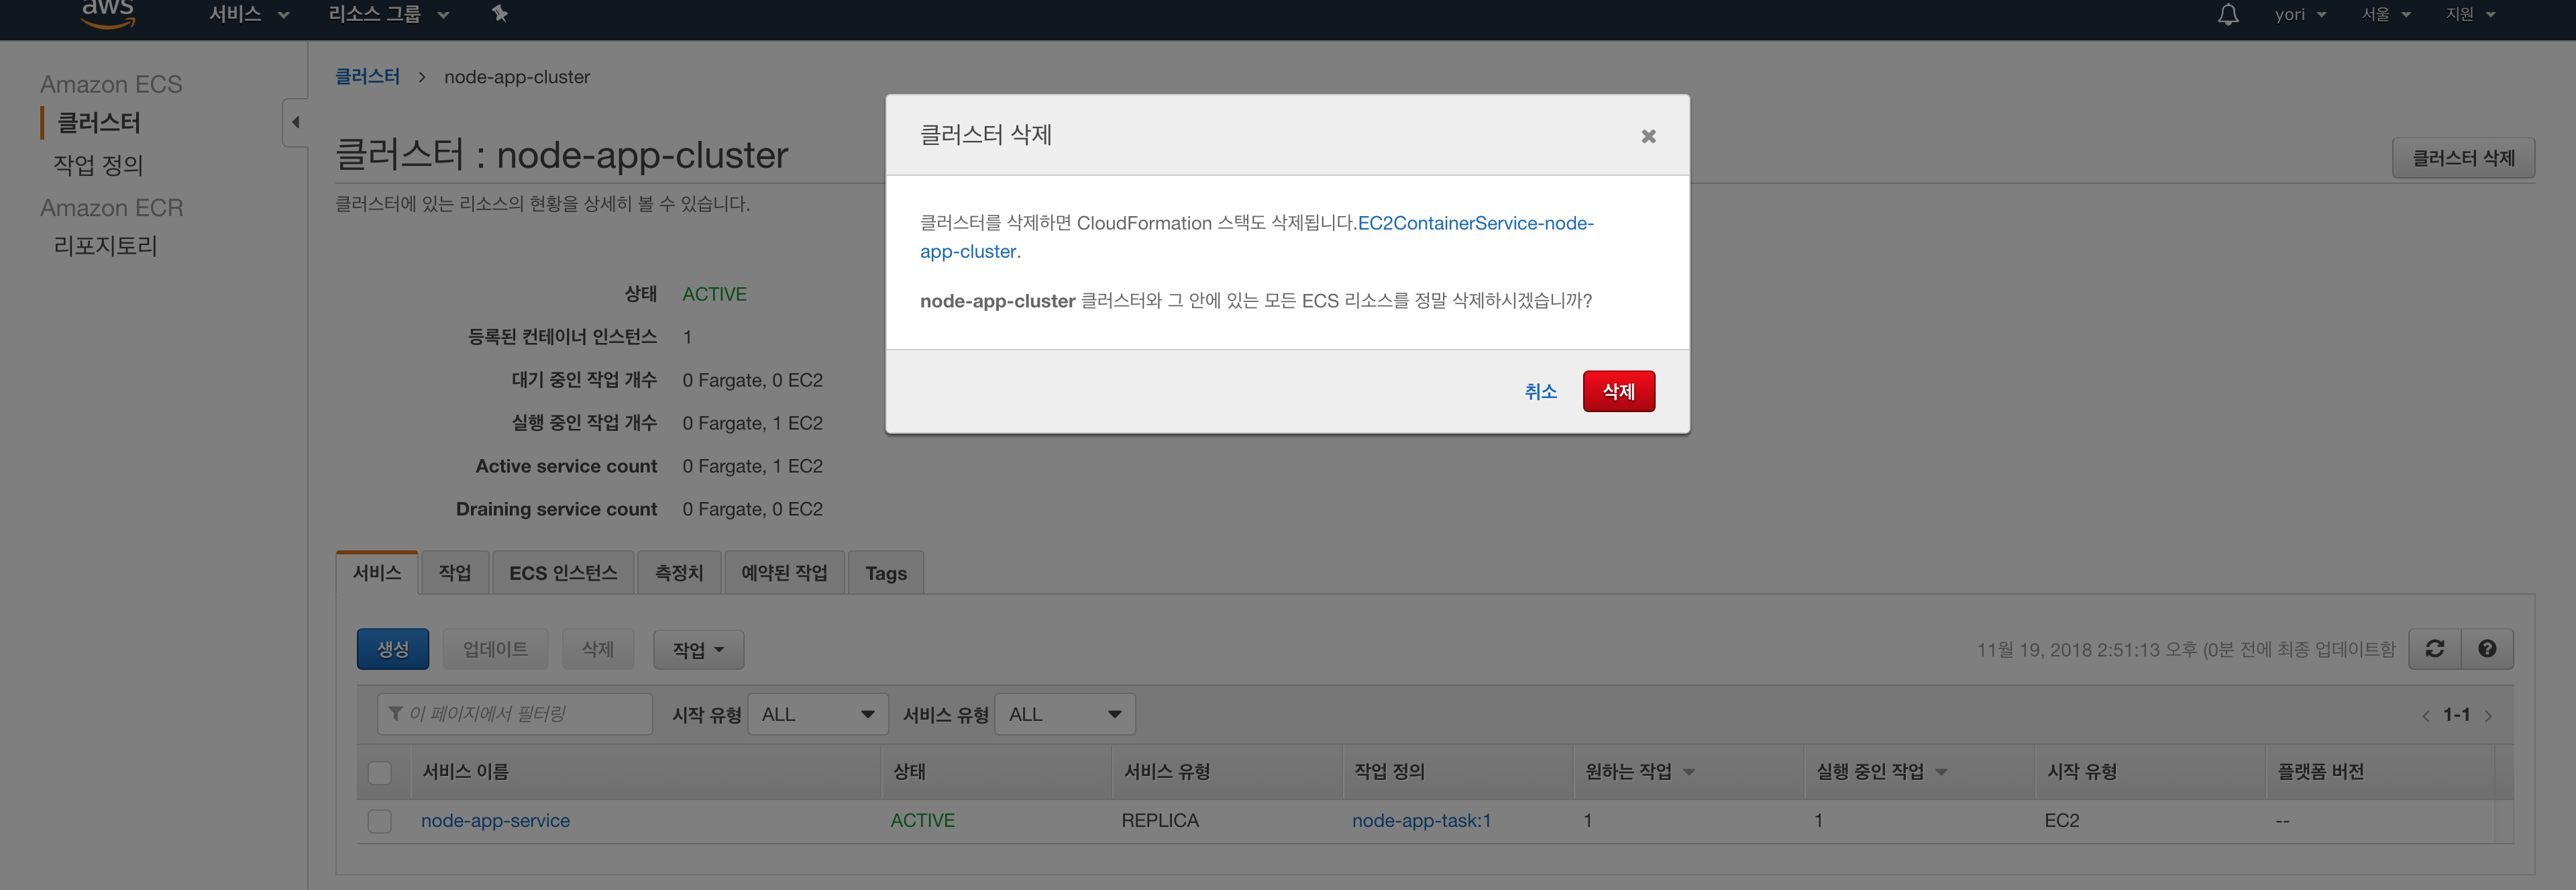 aws
서비스
리소스 그룹
yori
서울
지원
Amazon ECS
클러스터
작업 정의
Amazon ECR
리포지토리
클러스터 > node-app-cluster
클러스터 : node-app-cluster
클러스터 삭제
클러스터에 있는 리소스의 현황을 상세히 볼 수 있습니다.
상태 ACTIVE
등록된 컨테이너 인스턴스 1
대기 중인 작업 개수 0 Fargate, 0 EC2
실행 중인 작업 개수 0 Fargate, 1 EC2
Active service count 0 Fargate, 1 EC2
Draining service count 0 Fargate, 0 EC2
클러스터 삭제
클러스터를 삭제하면 CloudFormation 스택도 삭제됩니다.EC2ContainerService-node-
app-cluster.
node-app-cluster 클러스터와 그 안에 있는 모든 ECS 리소스를 정말 삭제하시겠습니까?
취소
삭제
서비스
작업
ECS 인스턴스
측정치
예약된 작업
Tags
생성
업데이트
삭제
작업
11월 19, 2018 2:51:13 오후 (0분 전에 최종 업데이트함
이 페이지에서 필터링
시작 유형 ALL
서비스 유형 ALL
< 1-1 >
서비스 이름 상태 서비스 유형 작업 정의 원하는 작업 실행 중인 작업 시작 유형 플랫폼 버전
node-app-service ACTIVE REPLICA node-app-task:1 1 1 EC2 --